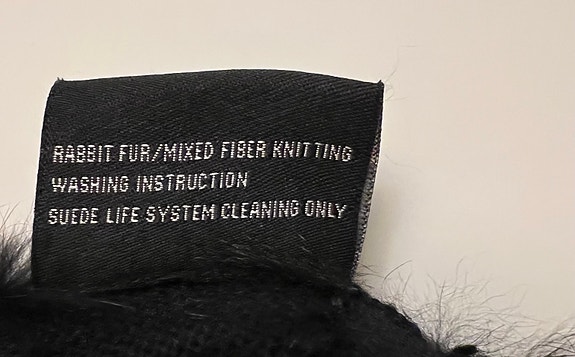 RABBIT FUR/MIXED FIBER KNITTING
WASHING INSTRUCTION
SUEDE LIFE SYSTEM CLEANING ONLY